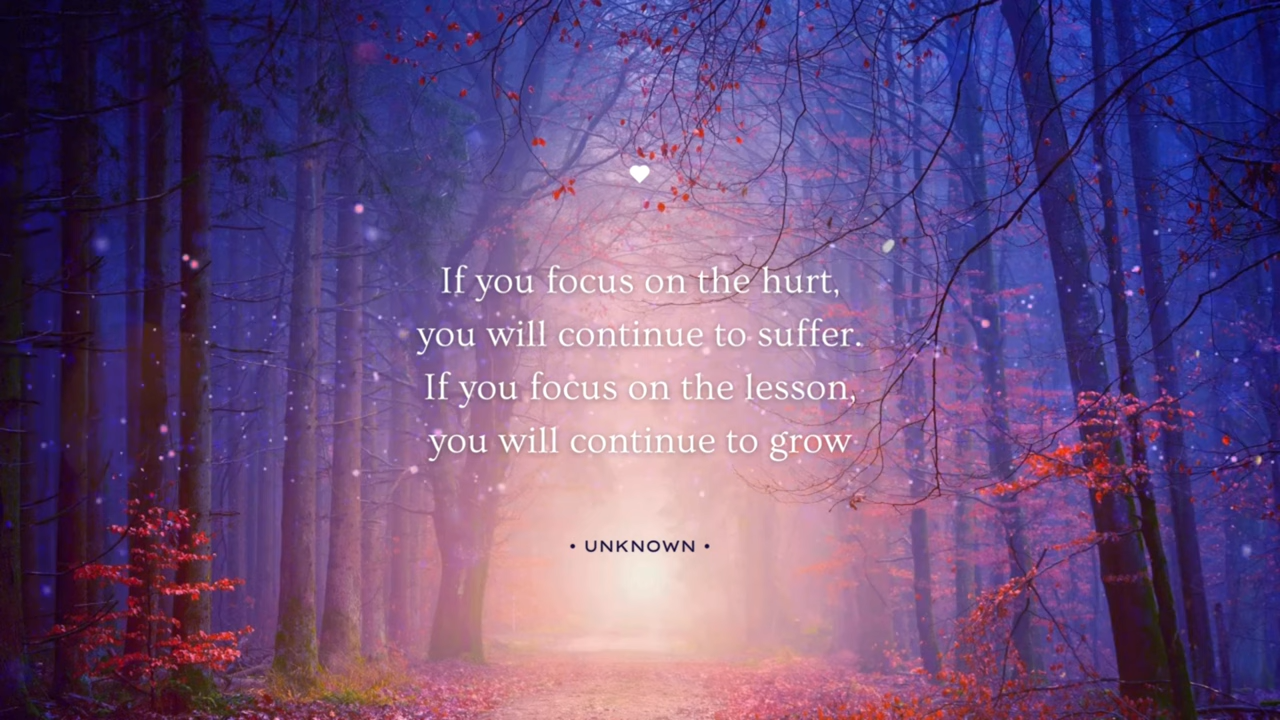 If you focus on the hurt,
you will continue to suffer.
If you focus on the lesson,
you will continue to grow
• UNKNOWN •